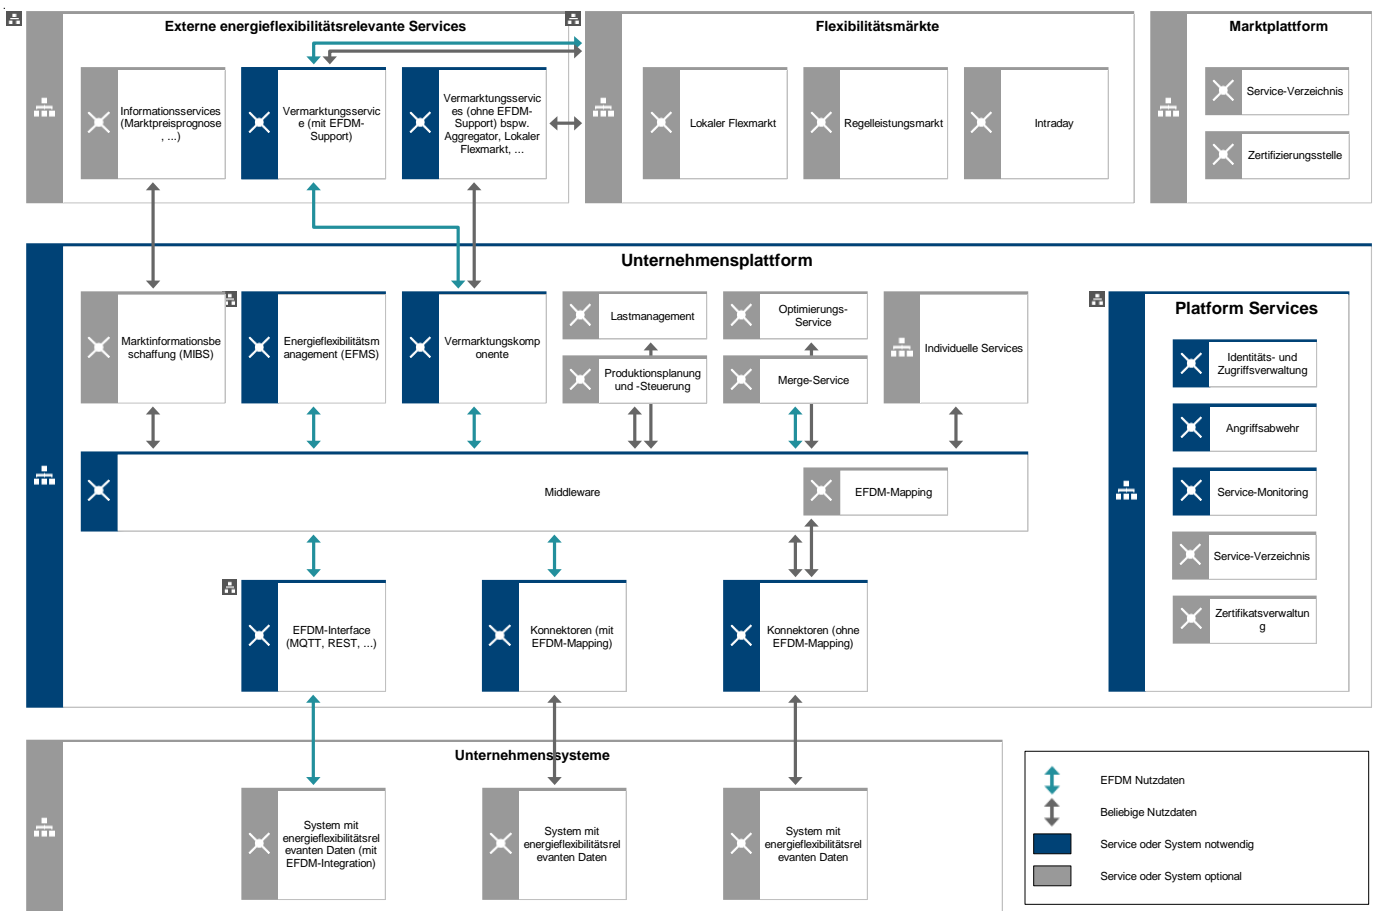 Externe energieflexibilitätsrelevante Services
Informationsservices
(Marktpreisprognose
, ...)
Vermarktungsservic
e (mit EFDM-
Support)
Vermarktungsservic
es (ohne EFDM-
Support) bspw.
Aggregator, Lokaler
Flexmarkt, ...
Flexibilitätsmärkte
Lokaler Flexmarkt
Regelleistungsmarkt
Intraday
Marktplattform
Service-Verzeichnis
Zertifizierungsstelle
Unternehmensplattform
Marktinformationsbe
schaffung (MIBS)
Energieflexibilitätsm
anagement (EFMS)
Vermarktungskomp
onente
Lastmanagement
Produktionsplanung
und -Steuerung
Optimierungs-
Service
Merge-Service
Individuelle Services
Middleware
EFDM-Mapping
EFDM-Interface
(MQTT, REST, ...)
Konnektoren (mit
EFDM-Mapping)
Konnektoren (ohne
EFDM-Mapping)
Platform Services
Identitäts- und
Zugriffsverwaltung
Angriffsabwehr
Service-Monitoring
Service-Verzeichnis
Zertifikatsverwaltun
g
Unternehmenssysteme
System mit
energieflexibilitätsrel
evanten Daten (mit
EFDM-Integration)
System mit
energieflexibilitätsrel
evanten Daten
System mit
energieflexibilitätsrel
evanten Daten
EFDM Nutzdaten
Beliebige Nutzdaten
Service oder System notwendig
Service oder System optional